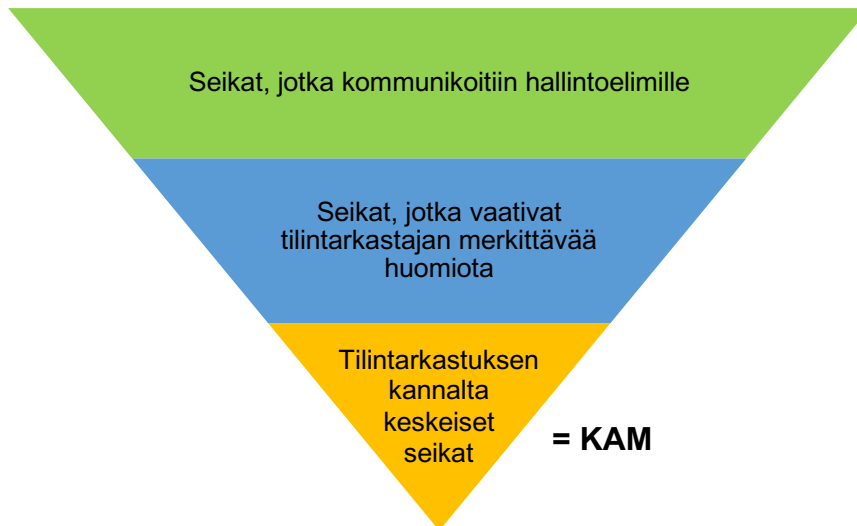 Seikat, jotka kommunikoitiin hallintoelimille
Seikat, jotka vaativat
tilintarkastajan merkittävää
huomiota
Tilintarkastuksen
kannalta
keskeiset
seikat
= KAM